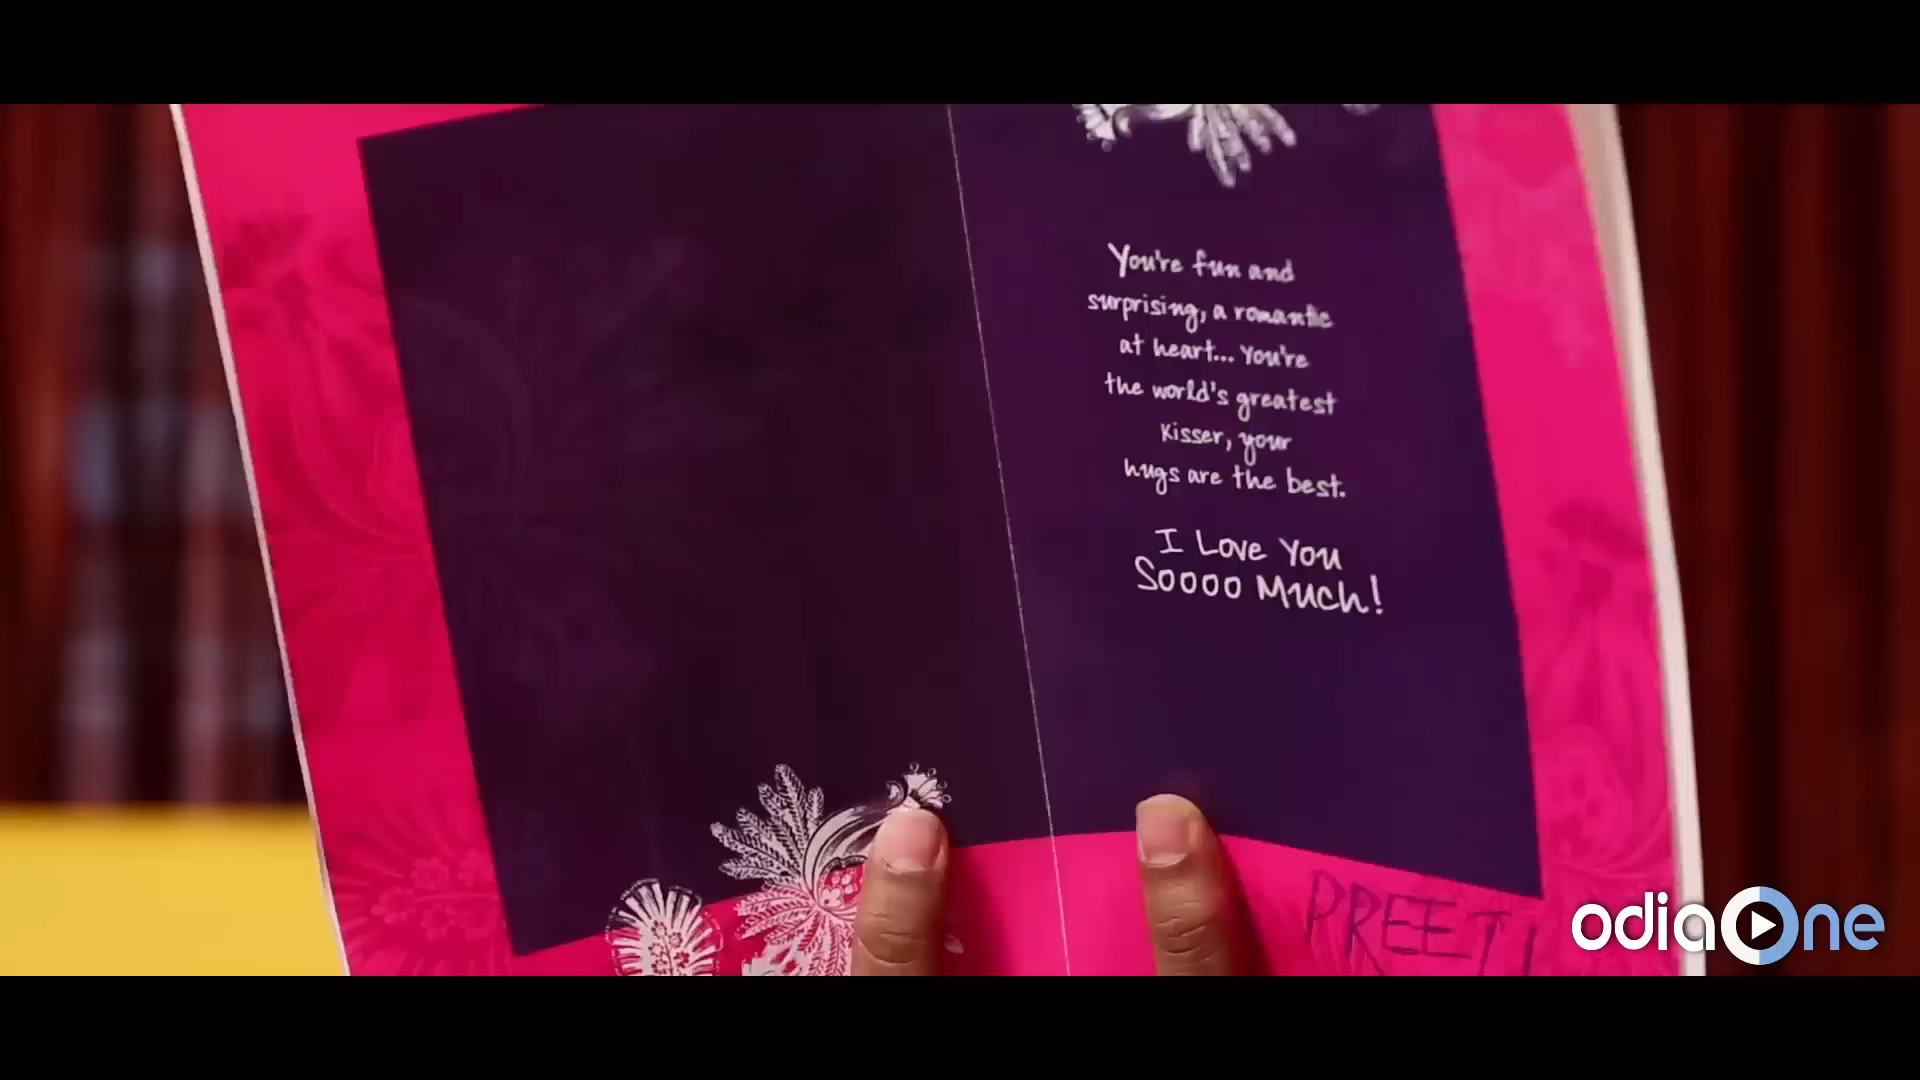 You're fun and
surprising, a romantic
at heart... You're
the world's greatest
Kisser, your
hugs are the best.
I Love You
Soooo Much!
PREETI
odiaOne